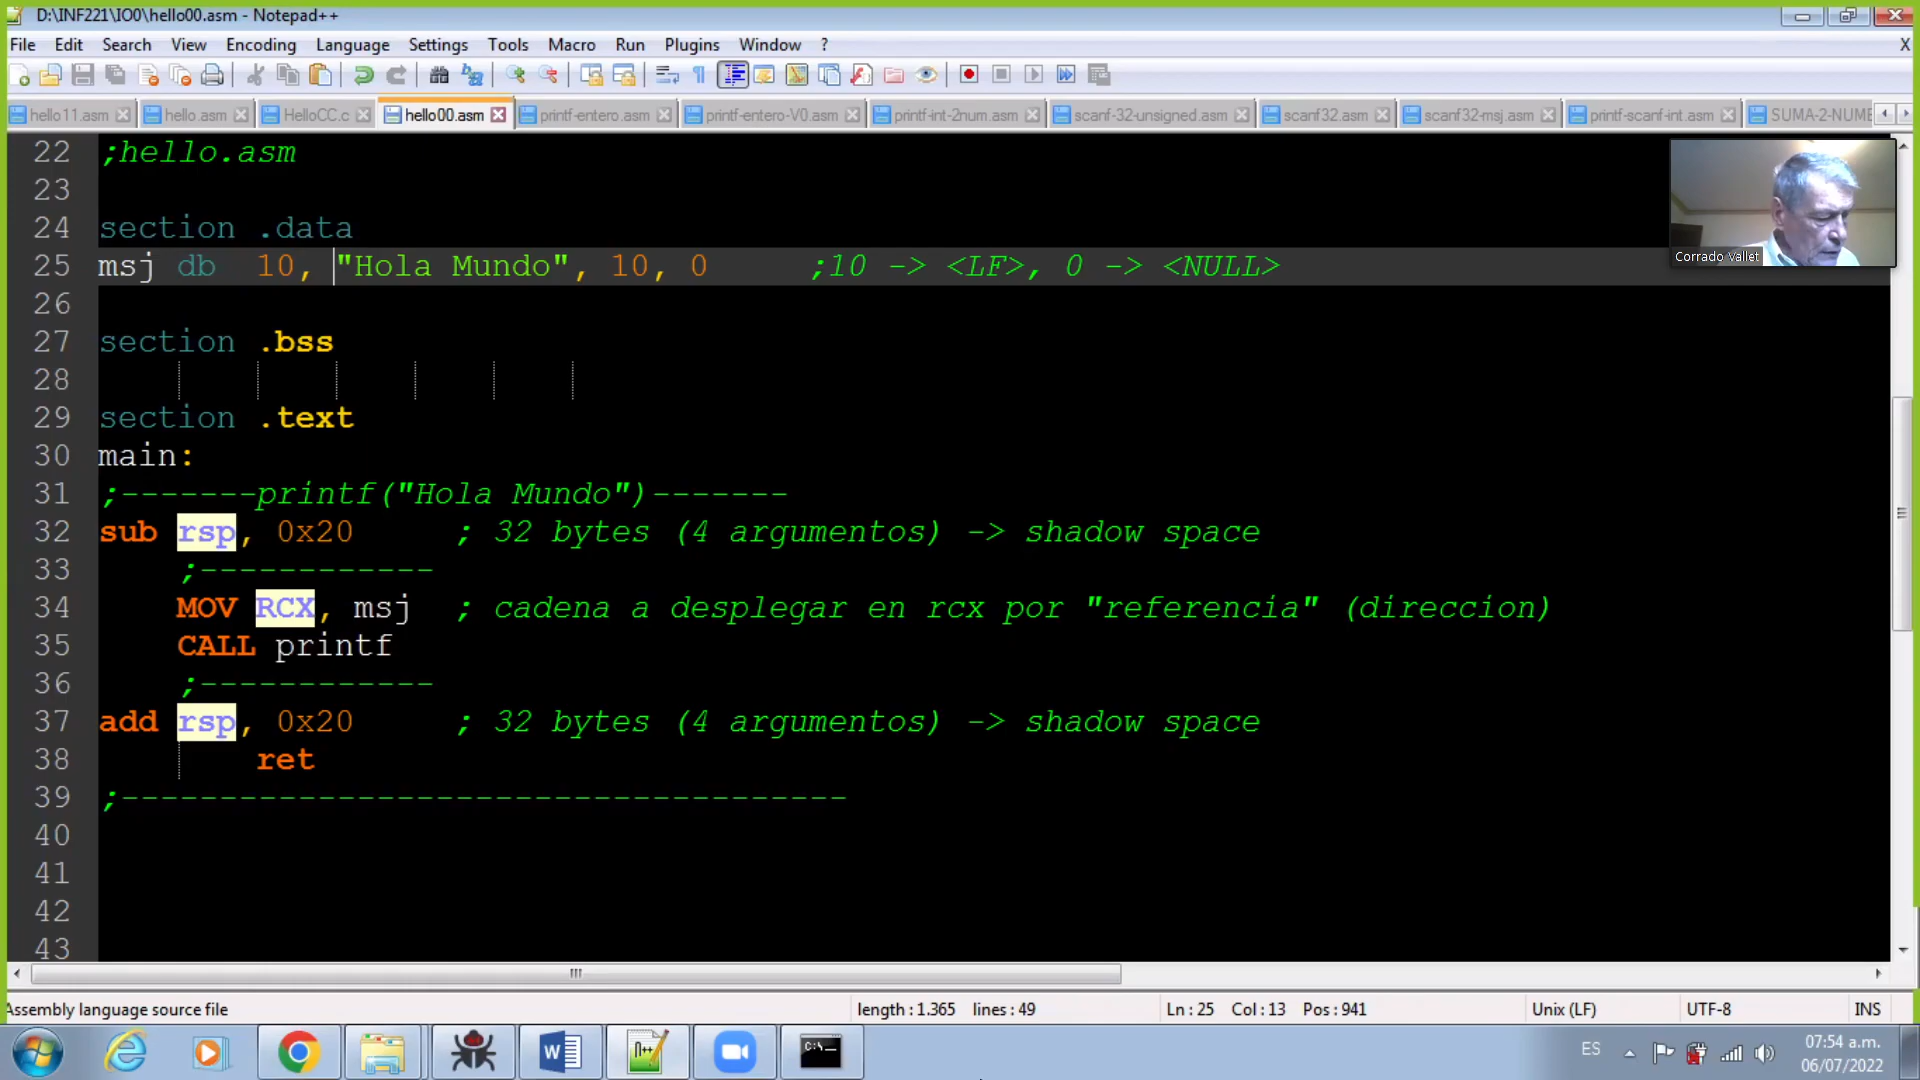 D:\INF221\IO0\hello00.asm - Notepad++
File Edit Search View Encoding Language Settings Tools Macro Run Plugins Window ? X
hello11.asm hello.asm HelloCC.c hello00.asm printf-entero.asm printf-entero-V0.asm printf-int-2num.asm scanf-32-unsigned.asm scanf32.asm scanf32-msj.asm printf-scanf-int.asm SUMA-2-NUME
22 ;hello.asm
23
24 section .data
25 msj db 10, "Hola Mundo", 10, 0 ;10 -> <LF>, 0 -> <NULL>
Corrado Vallet
26
27 section .bss
28
29 section .text
30 main:
31 ;-------printf("Hola Mundo")-------
32 sub rsp, 0x20 ; 32 bytes (4 argumentos) -> shadow space
33 ;------------
34 MOV RCX, msj ; cadena a desplegar en rcx por "referencia" (direccion)
35 CALL printf
36 ;------------
37 add rsp, 0x20 ; 32 bytes (4 argumentos) -> shadow space
38 ret
39 ;-------------------------------------
40
41
42
43
Assembly language source file length : 1.365 lines : 49 Ln : 25 Col : 13 Pos : 941 Unix (LF) UTF-8 INS
ES 07:54 a.m.
06/07/2022